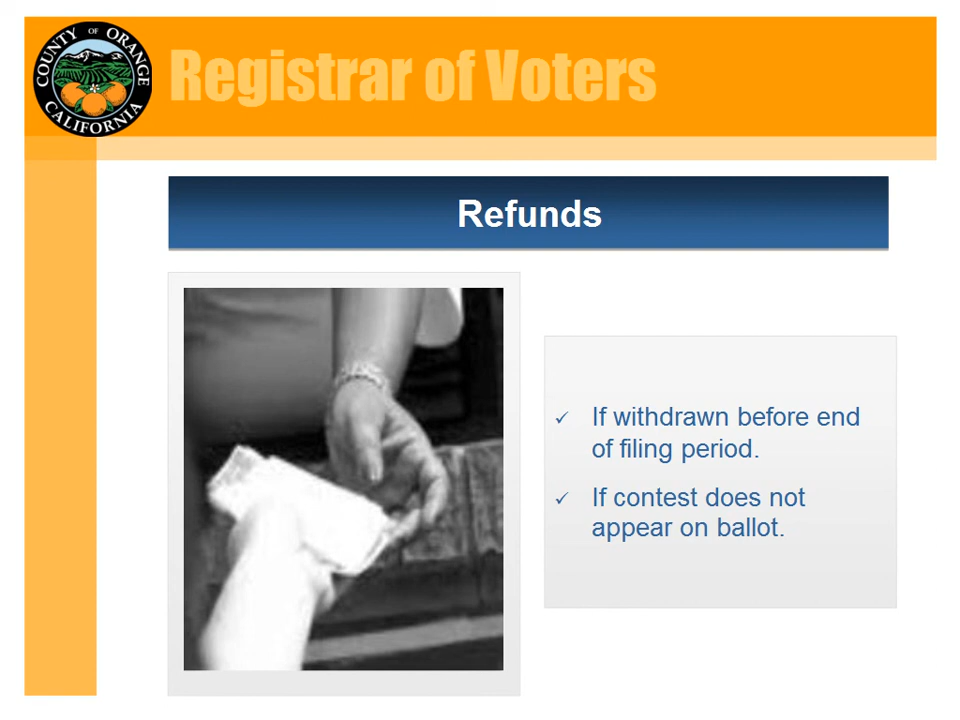 COUNTY OF ORANGE
CALIFORNIA
Registrar of Voters
Refunds
✓ If withdrawn before end
of filing period.
✓ If contest does not
appear on ballot.